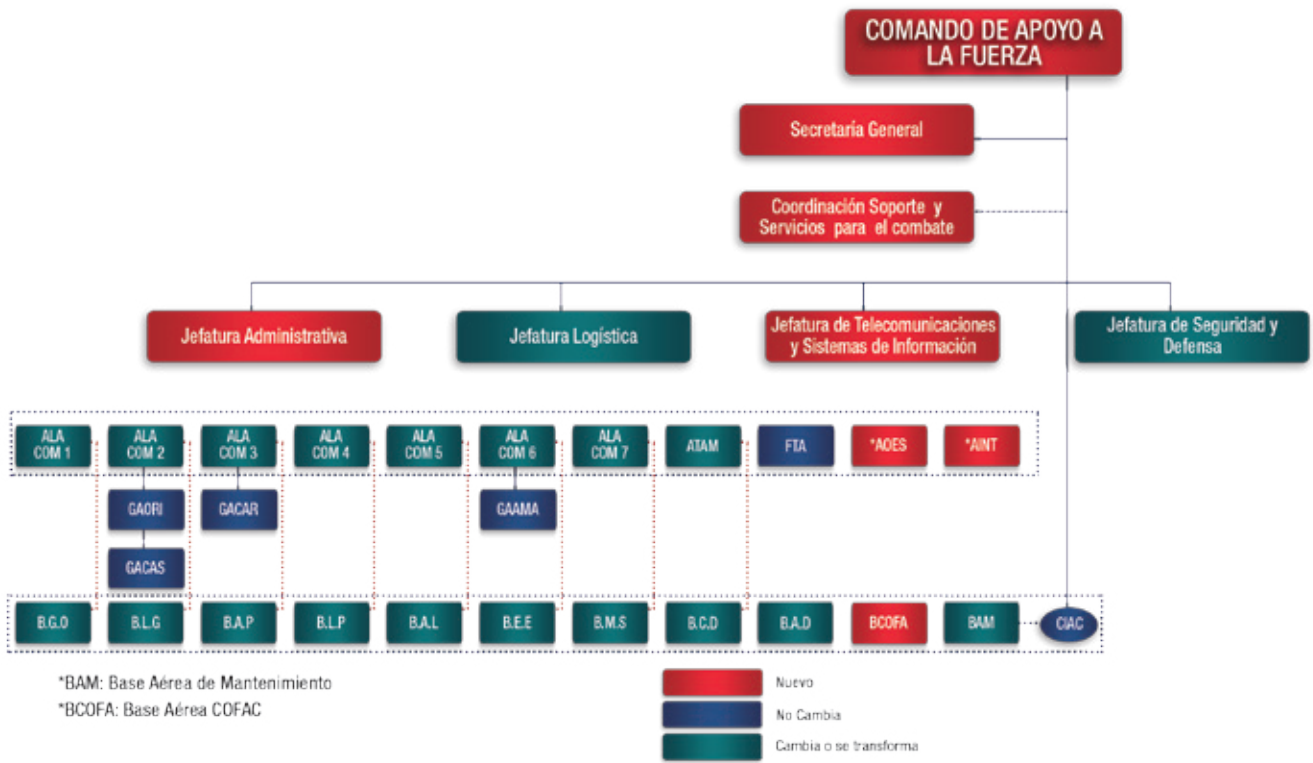 COMANDO DE APOYO A
LA FUERZA
Secretaría General
Coordinación Soporte y
Servicios para el combate
Jefatura Administrativa
Jefatura Logística
Jefatura de Telecomunicaciones
y Sistemas de Información
Jefatura de Seguridad y
Defensa
ALA
COM 1
ALA
COM 2
ALA
COM 3
ALA
COM 4
ALA
COM 5
ALA
COM 6
ALA
COM 7
ATAM
FTA
*AOES
*AINT
GAORI
GACAR
GAAMA
GACAS
B.G.O
B.L.G
B.A.P
B.L.P
B.A.L
B.E.E
B.M.S
B.C.D
B.A.D
BCOFA
BAM
CIAC
*BAM: Base Aérea de Mantenimiento
*BCOFA: Base Aérea COFAC
Nuevo
No Cambia
Cambia o se transforma